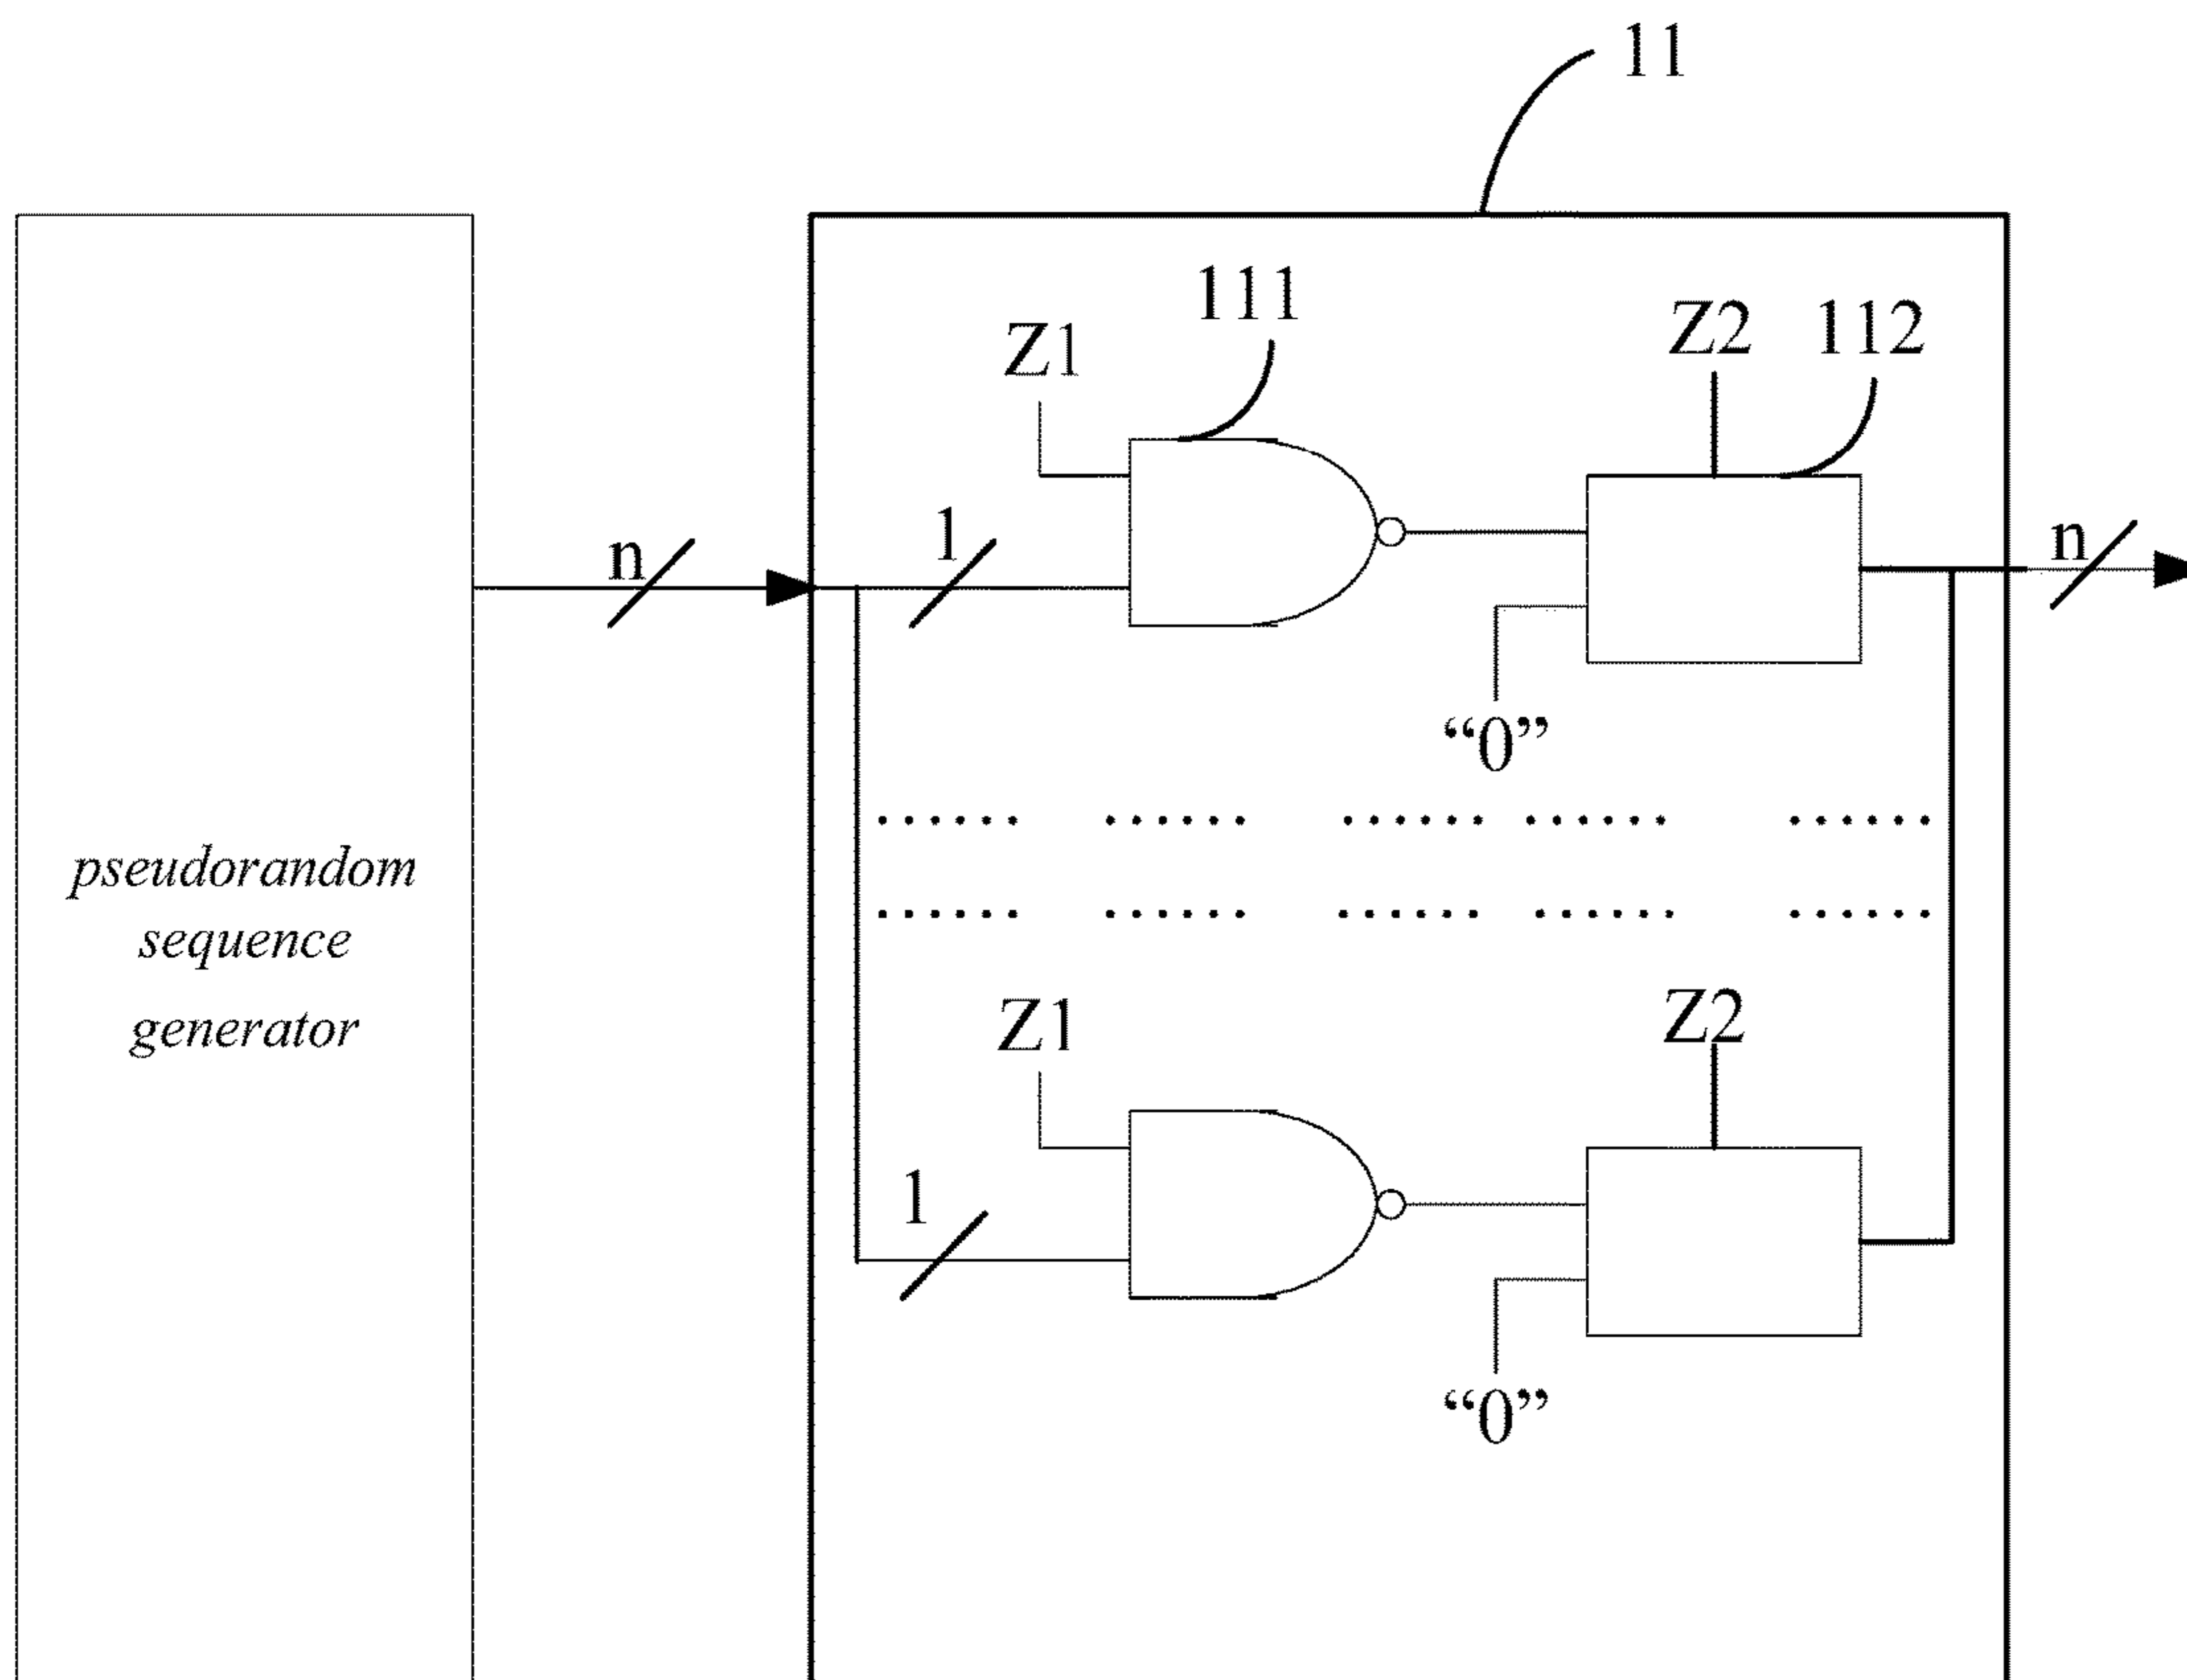 11
111
Z1
Z2
112
n
1
n
“0”
pseudorandom
sequence
generator
Z1
Z2
1
“0”